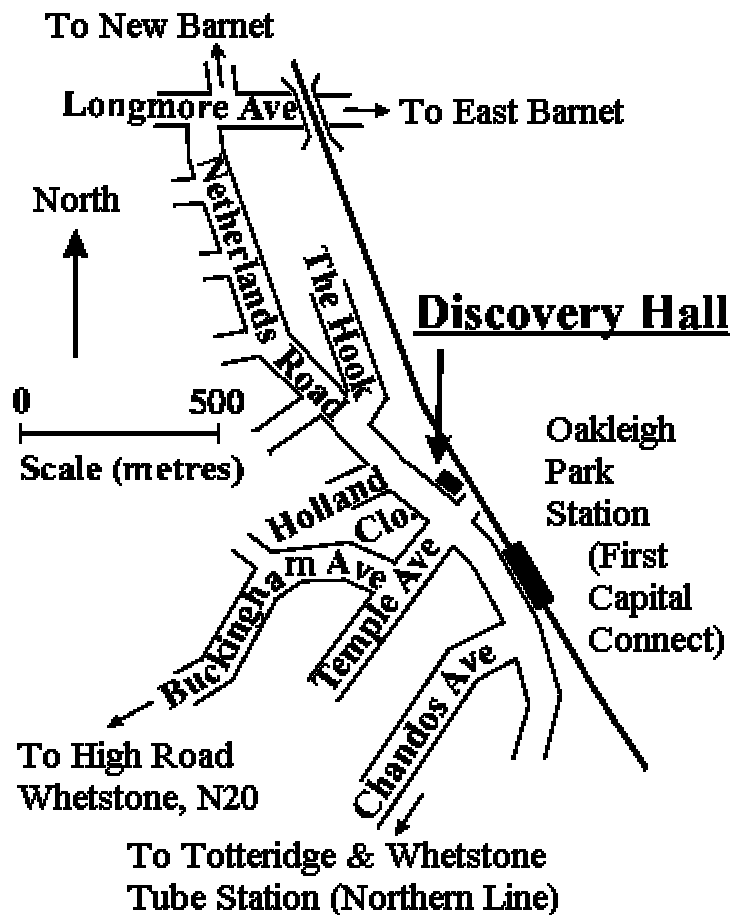 To New Barnet
Longmore Ave
To East Barnet
North
Netherlands Road
The Hook
Discovery Hall
0 500
Scale (metres)
Oakleigh
Park
Station
(First
Capital
Connect)
Holland
Clo.
Buckingham Ave
Temple Ave
Chandos Ave
To High Road
Whetstone, N20
To Totteridge & Whetstone
Tube Station (Northern Line)